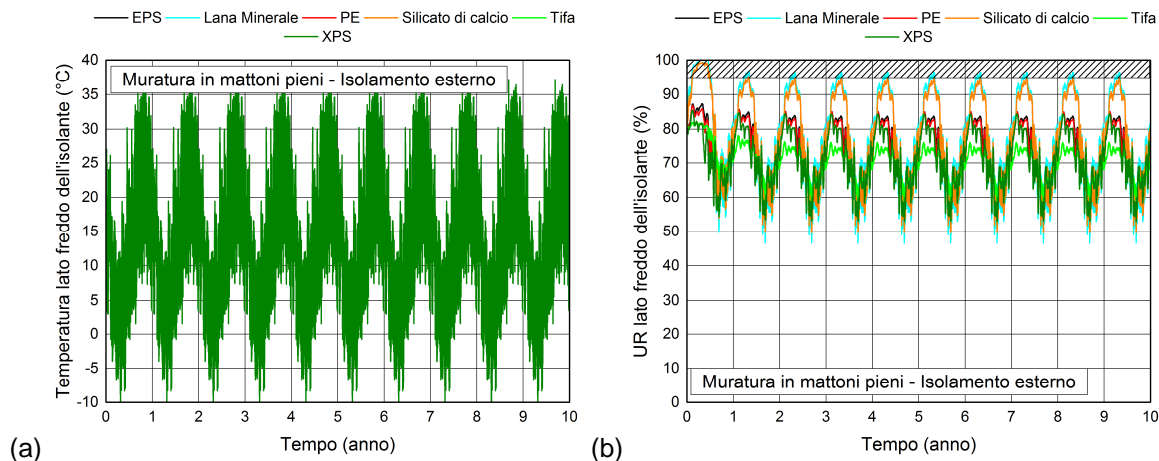 EPS Lana Minerale PE Silicato di calcio Tifa
XPS
40
35
30
25
20
15
10
5
0
-5
-10
Temperatura lato freddo dell'isolante (°C)
Muratura in mattoni pieni - Isolamento esterno
0 1 2 3 4 5 6 7 8 9 10
Tempo (anno)
(a)
EPS Lana Minerale PE Silicato di calcio Tifa
XPS
100
90
80
70
60
50
40
30
20
10
0
UR lato freddo dell'isolante (%)
Muratura in mattoni pieni - Isolamento esterno
0 1 2 3 4 5 6 7 8 9 10
Tempo (anno)
(b)